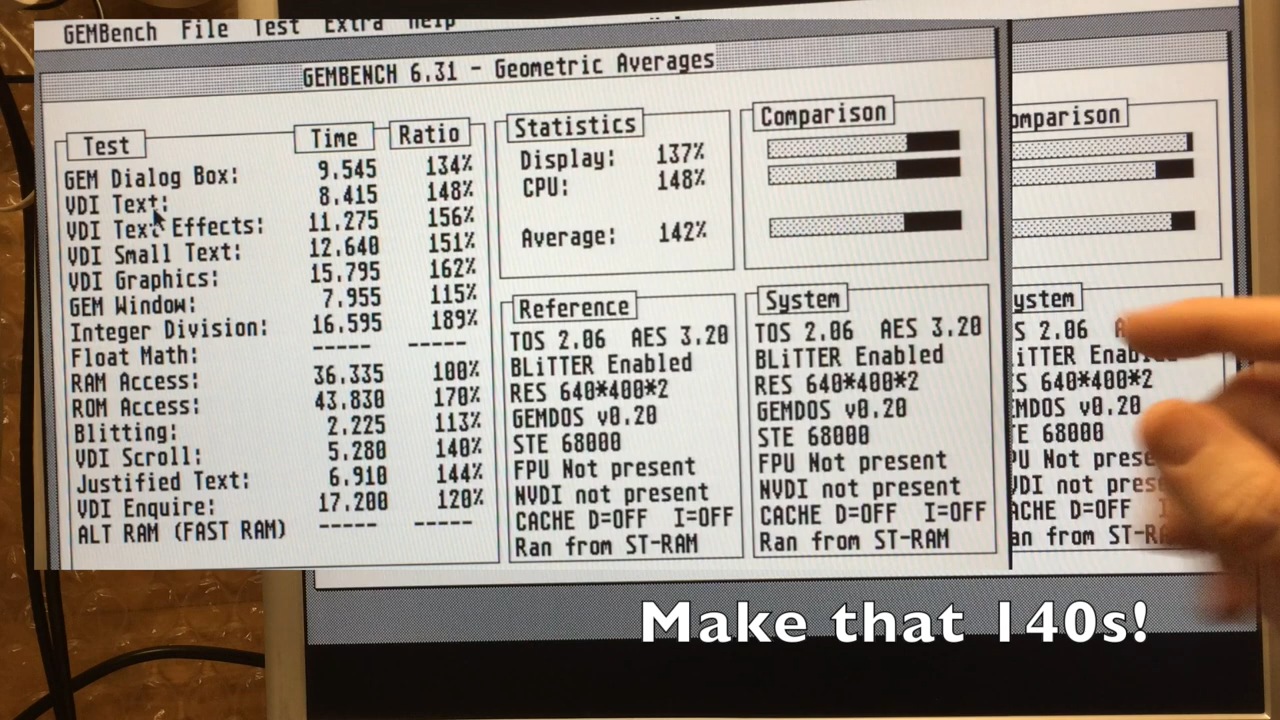 GEMBench File Test Extra Help
GEMBENCH 6.31 - Geometric Averages
Test Time Ratio
GEM Dialog Box: 9.545 134%
VDI Text: 8.415 148%
VDI Text Effects: 11.275 156%
VDI Small Text: 12.640 151%
VDI Graphics: 15.795 162%
GEM Window: 7.955 115%
Integer Division: 16.595 189%
Float Math: ----- -----
RAM Access: 36.335 100%
ROM Access: 43.830 170%
Blitting: 2.225 113%
VDI Scroll: 5.280 140%
Justified Text: 6.910 144%
VDI Enquire: 17.200 120%
ALT RAM (FAST RAM) ----- -----
Statistics
Display: 137%
CPU: 148%
Average: 142%
Comparison
Reference
TOS 2.06 AES 3.20
BLiTTER Enabled
RES 640*400*2
GEMDOS v0.20
STE 68000
FPU Not present
NVDI not present
CACHE D=OFF I=OFF
Ran from ST-RAM
System
TOS 2.06 AES 3.20
BLiTTER Enabled
RES 640*400*2
GEMDOS v0.20
STE 68000
FPU Not present
NVDI not present
CACHE D=OFF I=OFF
Ran from ST-RAM
omparison
ystem
S 2.06 A
iTTER Enabled
S 640*400*2
EMDOS v0.20
E 68000
PU Not prese
VDI not pres
CHE D=OFF I
an from ST-RA
Make that 140s!